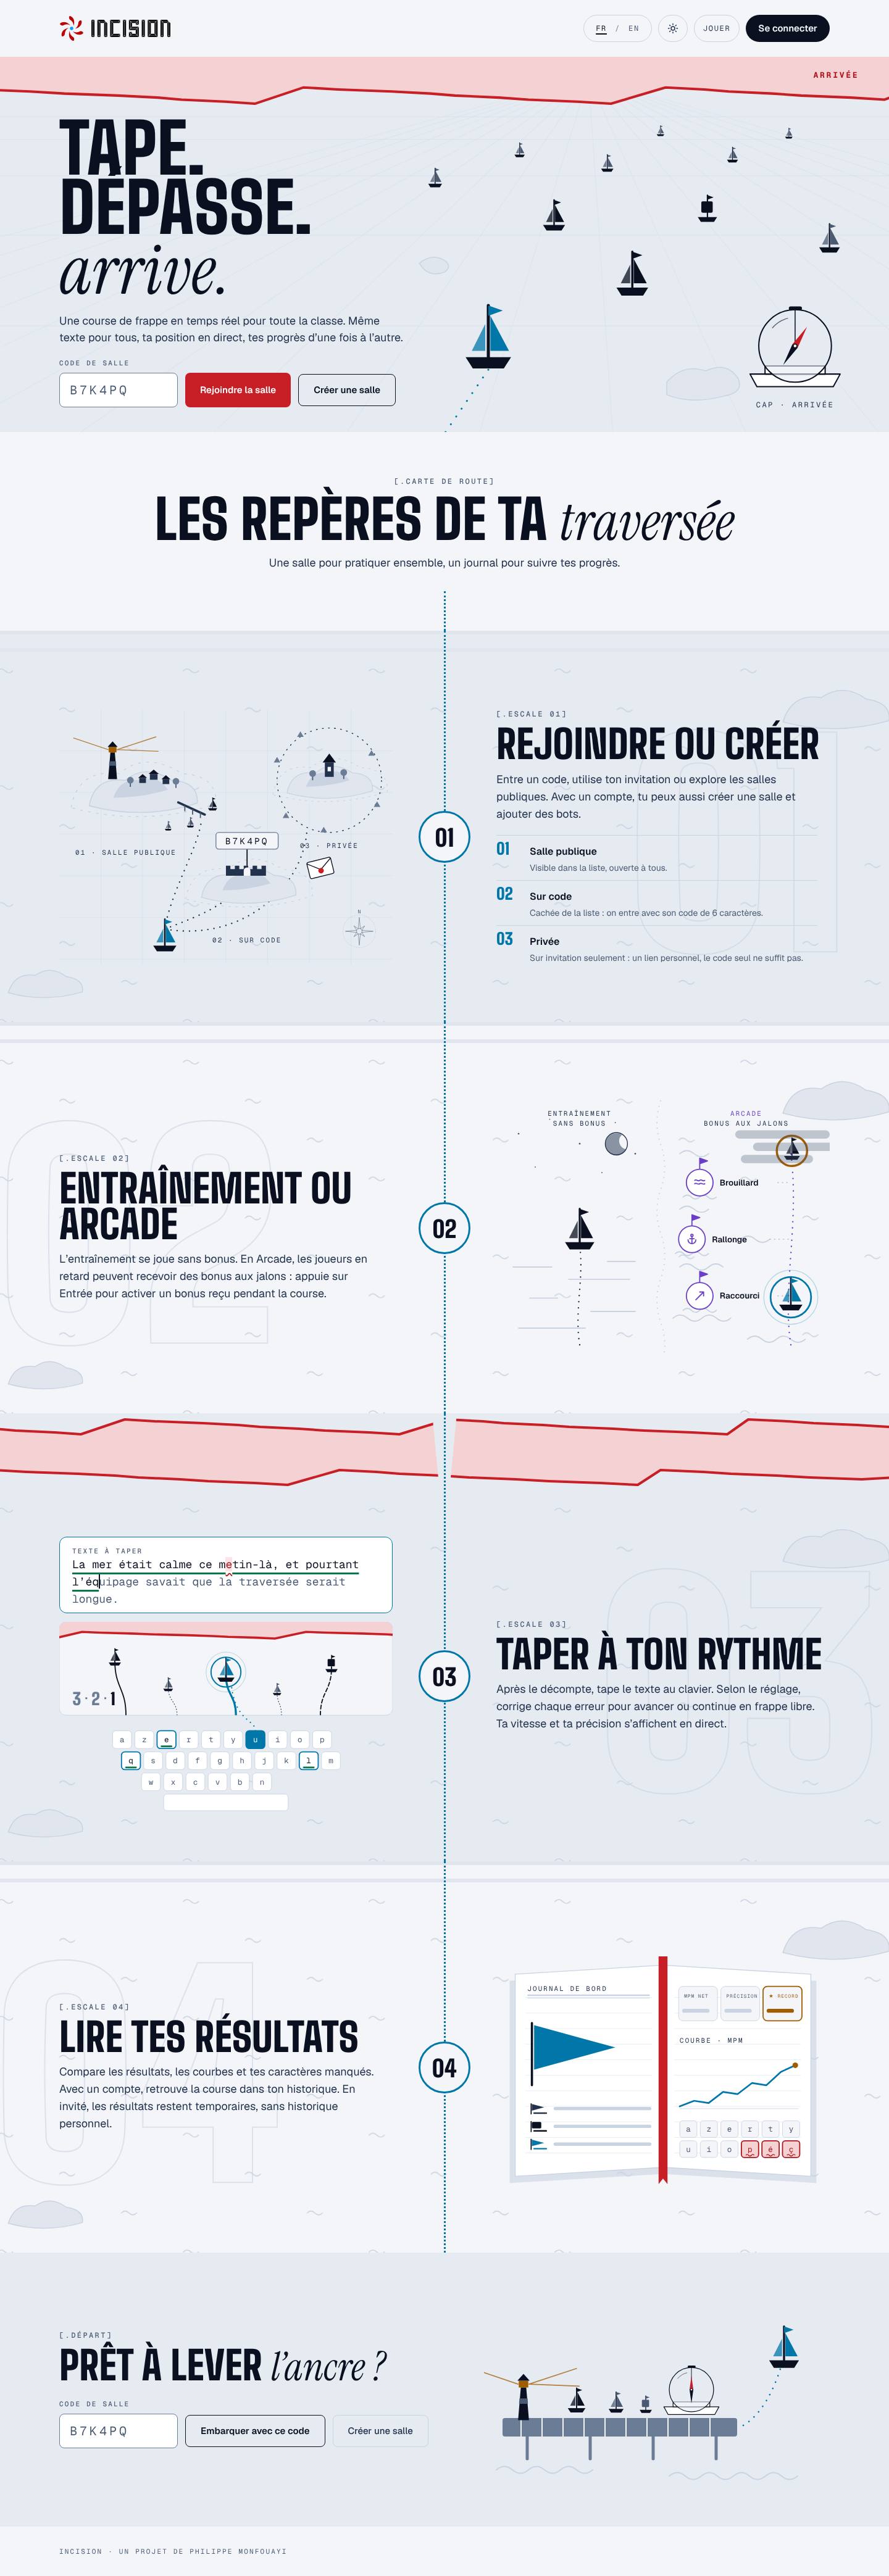 INCISION
FR / EN
JOUER
Se connecter
ARRIVÉE
TAPE.
DÉPASSE.
arrive.
Une course de frappe en temps réel pour toute la classe. Même
texte pour tous, ta position en direct, tes progrès d’une fois à l’autre.
CODE DE SALLE
B7K4PQ
Rejoindre la salle
Créer une salle
CAP · ARRIVÉE
[.CARTE DE ROUTE]
LES REPÈRES DE TA traversée
Une salle pour pratiquer ensemble, un journal pour suivre tes progrès.
01 · SALLE PUBLIQUE
B7K4PQ
03 · PRIVÉE
02 · SUR CODE
N
01
[.ESCALE 01]
REJOINDRE OU CRÉER
Entre un code, utilise ton invitation ou explore les salles
publiques. Avec un compte, tu peux aussi créer une salle et
ajouter des bots.
01 Salle publique
Visible dans la liste, ouverte à tous.
02 Sur code
Cachée de la liste : on entre avec son code de 6 caractères.
03 Privée
Sur invitation seulement : un lien personnel, le code seul ne suffit pas.
01
02
[.ESCALE 02]
ENTRAÎNEMENT OU
ARCADE
L’entraînement se joue sans bonus. En Arcade, les joueurs en
retard peuvent recevoir des bonus aux jalons : appuie sur
Entrée pour activer un bonus reçu pendant la course.
02
ENTRAÎNEMENT
SANS BONUS
ARCADE
BONUS AUX JALONS
Brouillard
Rallonge
Raccourci
TEXTE À TAPER
La mer était calme ce metin-là, et pourtant
l’équipage savait que la traversée serait
longue.
3·2·1
a z e r t y u i o p
q s d f g h j k l m
w x c v b n
03
[.ESCALE 03]
TAPER À TON RYTHME
Après le décompte, tape le texte au clavier. Selon le réglage,
corrige chaque erreur pour avancer ou continue en frappe libre.
Ta vitesse et ta précision s’affichent en direct.
03
04
[.ESCALE 04]
LIRE TES RÉSULTATS
Compare les résultats, les courbes et tes caractères manqués.
Avec un compte, retrouve la course dans ton historique. En
invité, les résultats restent temporaires, sans historique
personnel.
04
JOURNAL DE BORD
MPM NET
PRÉCISION
RECORD
COURBE · MPM
a z e r t y
u i o p é ç
[.DÉPART]
PRÊT À LEVER l’ancre ?
CODE DE SALLE
B7K4PQ
Embarquer avec ce code
Créer une salle
INCISION · UN PROJET DE PHILIPPE MONFOUAYI